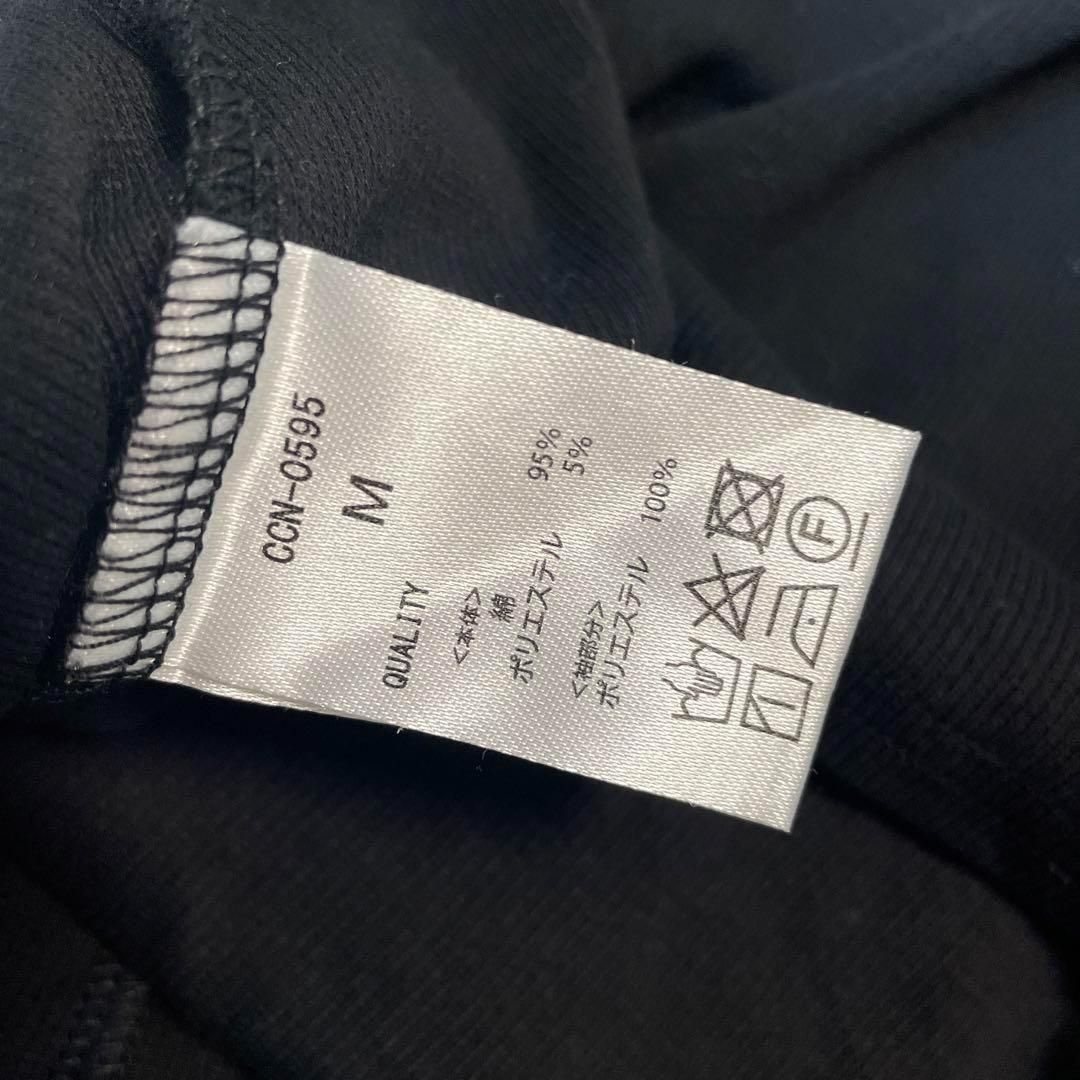 CCN-0595
M
QUALITY
<本体>
綿 95%
ポリエステル 5%
<袖部分>
ポリエステル 100%
F